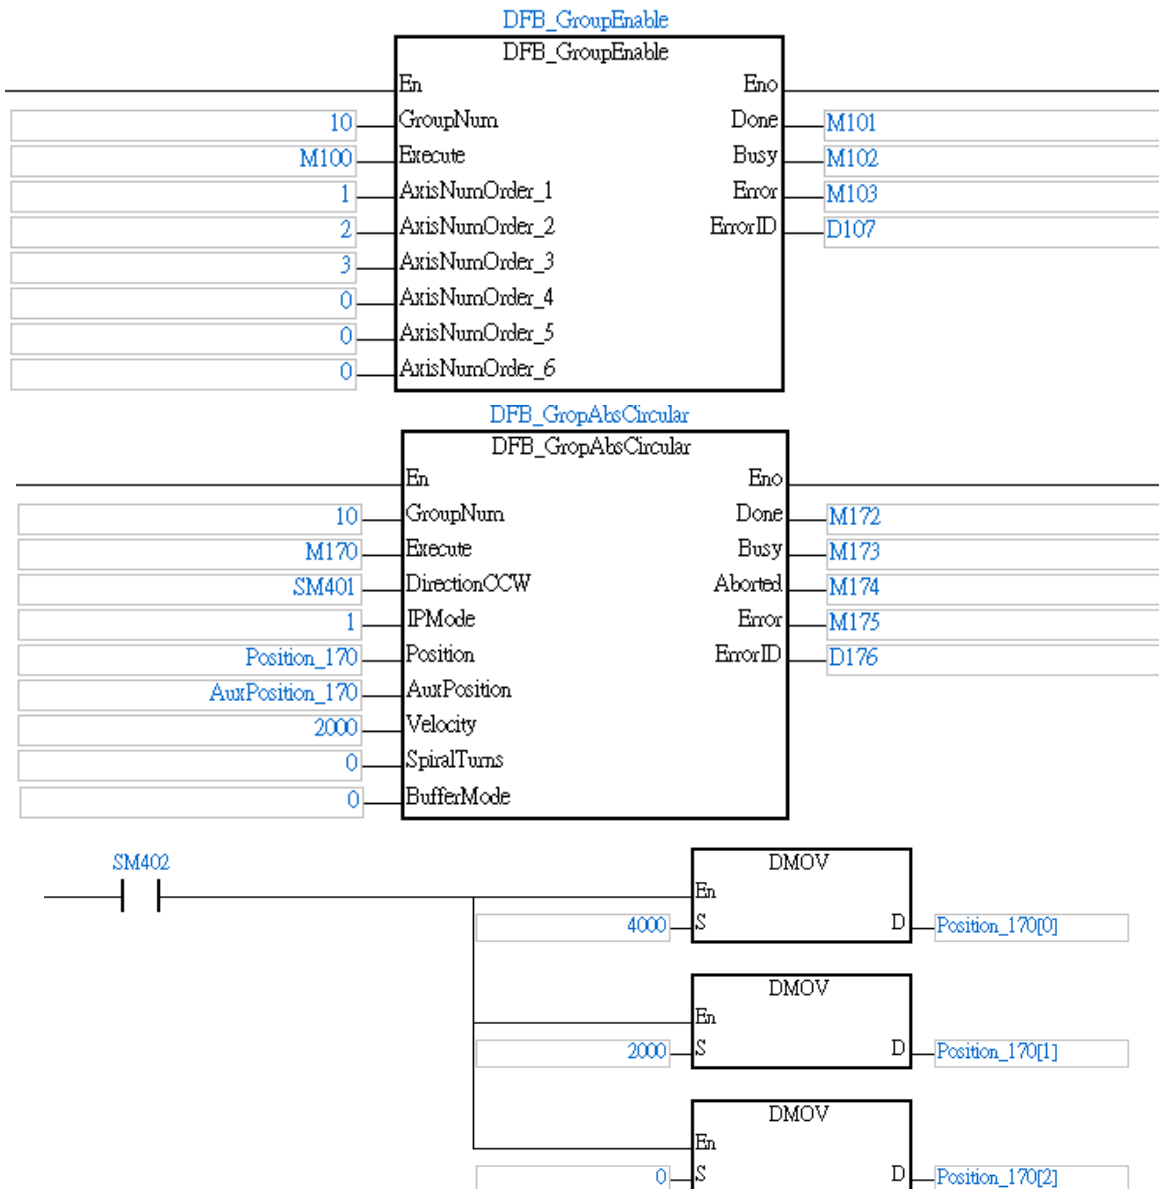 DFB_GroupEnable
DFB_GroupEnable
En Eno
10 GroupNum Done M101
M100 Execute Busy M102
1 AxisNumOrder_1 Error M103
2 AxisNumOrder_2 ErrorID D107
3 AxisNumOrder_3
0 AxisNumOrder_4
0 AxisNumOrder_5
0 AxisNumOrder_6
DFB_GropAbsCircular
DFB_GropAbsCircular
En Eno
10 GroupNum Done M172
M170 Execute Busy M173
SM401 DirectionCCW Aborted M174
1 IPMode Error M175
Position_170 Position ErrorID D176
AuxPosition_170 AuxPosition
2000 Velocity
0 SpiralTurns
0 BufferMode
SM402 DMOV
En
4000 S D Position_170[0]
DMOV
En
2000 S D Position_170[1]
DMOV
En
0 S D Position_170[2]